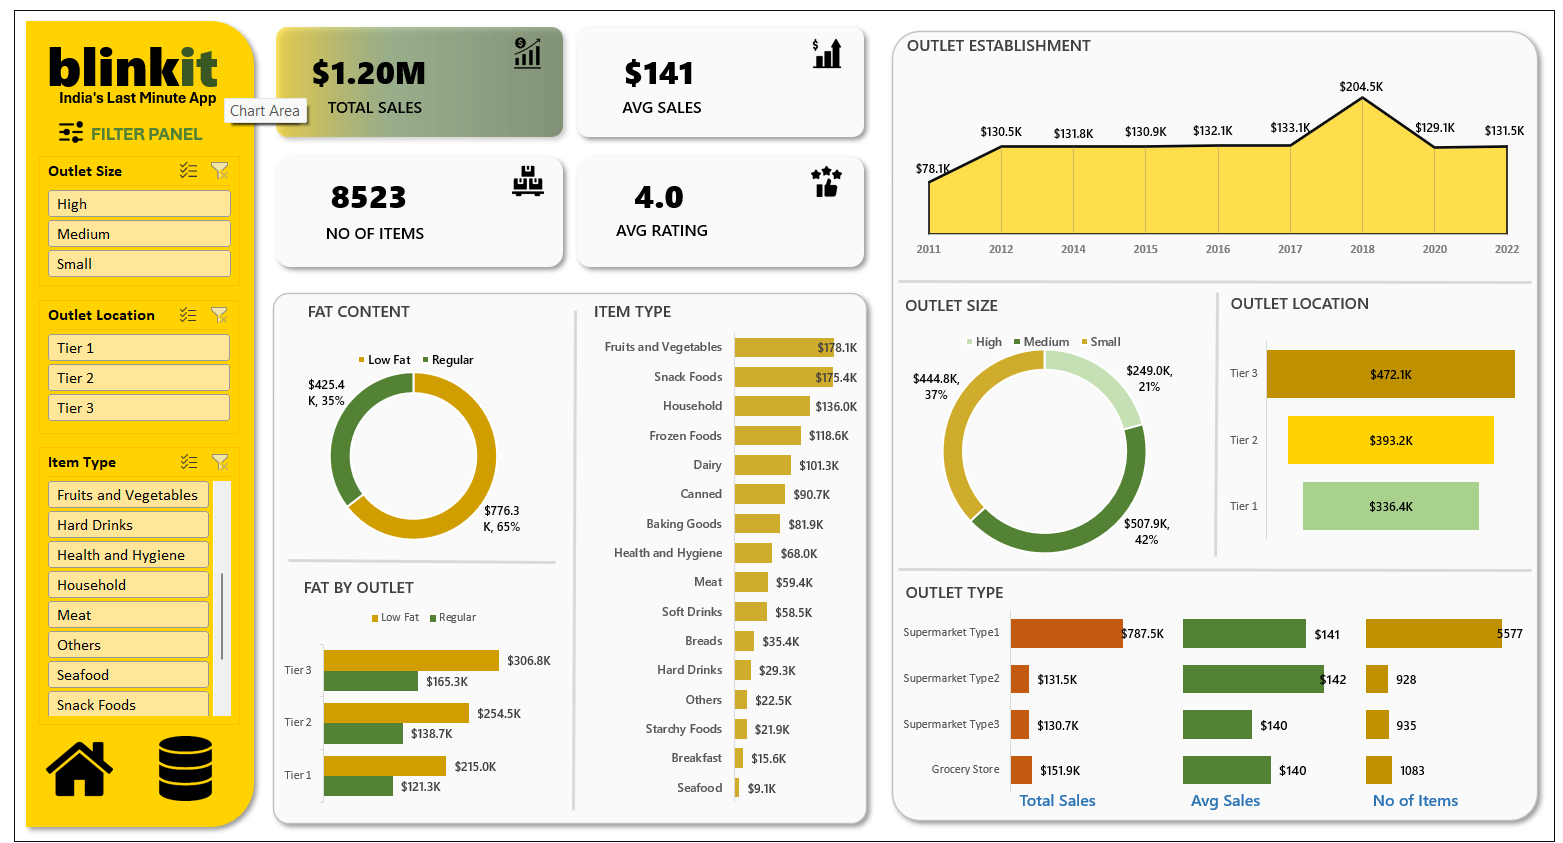 blinkit
India's Last Minute App
Chart Area
FILTER PANEL
Outlet Size
High
Medium
Small
Outlet Location
Tier 1
Tier 2
Tier 3
Item Type
Fruits and Vegetables
Hard Drinks
Health and Hygiene
Household
Meat
Others
Seafood
Snack Foods
$1.20M
TOTAL SALES
$141
AVG SALES
8523
NO OF ITEMS
4.0
AVG RATING
FAT CONTENT
Low Fat Regular
$425.4
K, 35%
$776.3
K, 65%
FAT BY OUTLET
Low Fat Regular
Tier 3 $306.8K
$165.3K
Tier 2 $254.5K
$138.7K
Tier 1 $215.0K
$121.3K
ITEM TYPE
Fruits and Vegetables $178.1K
Snack Foods $175.4K
Household $136.0K
Frozen Foods $118.6K
Dairy $101.3K
Canned $90.7K
Baking Goods $81.9K
Health and Hygiene $68.0K
Meat $59.4K
Soft Drinks $58.5K
Breads $35.4K
Hard Drinks $29.3K
Others $22.5K
Starchy Foods $21.9K
Breakfast $15.6K
Seafood $9.1K
OUTLET ESTABLISHMENT
$78.1K $130.5K $131.8K $130.9K $132.1K $133.1K $204.5K $129.1K $131.5K
2011 2012 2014 2015 2016 2017 2018 2020 2022
OUTLET SIZE
High Medium Small
$444.8K,
37%
$249.0K,
21%
$507.9K,
42%
OUTLET LOCATION
Tier 3 $472.1K
Tier 2 $393.2K
Tier 1 $336.4K
OUTLET TYPE
Supermarket Type1 $787.5K $141 5577
Supermarket Type2 $131.5K $142 928
Supermarket Type3 $130.7K $140 935
Grocery Store $151.9K $140 1083
Total Sales Avg Sales No of Items